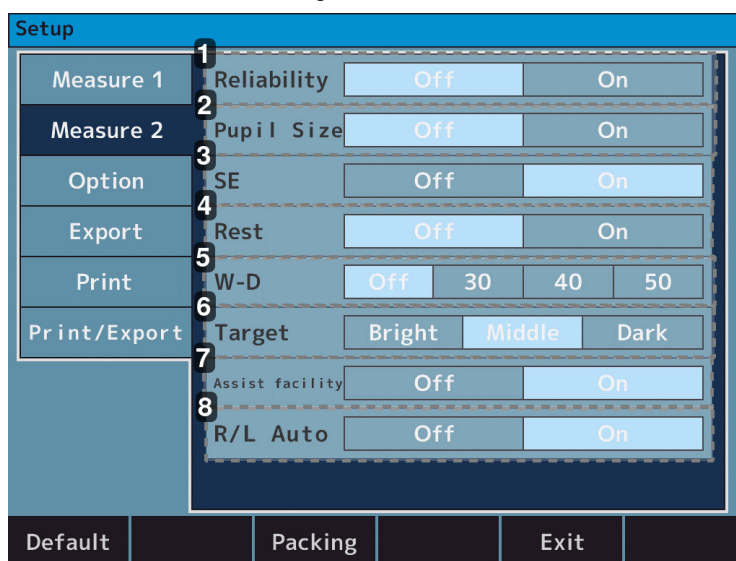 Setup
Measure 1
Measure 2
Option
Export
Print
Print/Export
1 Reliability Off On
2 Pupil Size Off On
3 SE Off On
4 Rest Off On
5 W-D Off 30 40 50
6 Target Bright Middle Dark
7 Assist facility Off On
8 R/L Auto Off On
Default Packing Exit